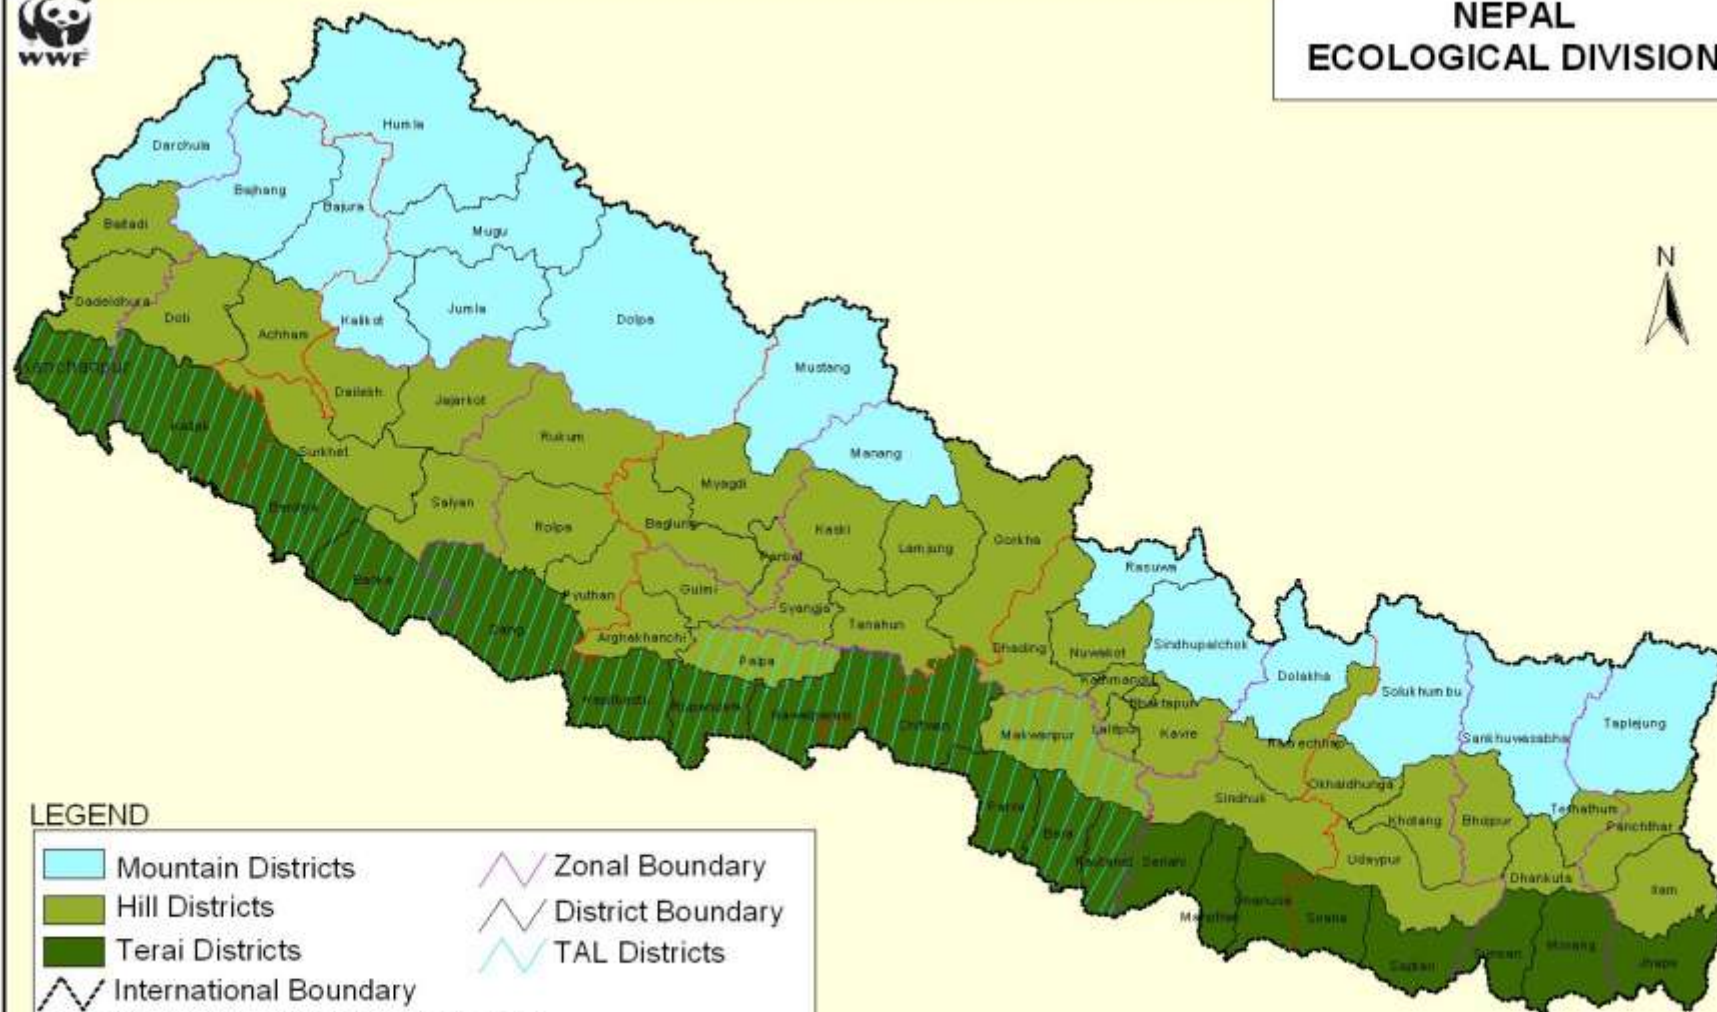 WWF
NEPAL
ECOLOGICAL DIVISION
N
Humla
Darchula
Bajhang
Bajura
Mugu
Baitadi
Dadeldhura
Doti
Achham
Kalikot
Jumla
Dolpa
Mustang
Manang
Dailekh
Jajarkot
Rukum
Surkhet
Salyan
Rolpa
Myagdi
Baglung
Parbat
Kaski
Lamjung
Gorkha
Rasuwa
Kailali
Bardiya
Banke
Dang
Pyuthan
Gulmi
Syangja
Tanahun
Arghakhanchi
Palpa
Dhading
Nuwakot
Sindhupalchok
Kathmandu
Bhaktapur
Dolakha
Solukhumbu
Sankhuwasabha
Taplejung
Chitwan
Makwanpur
Lalitpur
Kavre
Ramechhap
Okhaldhunga
Sindhuli
Khotang
Bhojpur
Terhathum
Panchthar
Parsa
Bara
Udaypur
Dhankuta
Ilam
Sarlahi
Dhanusa
Siraha
Saptari
Sunsari
Morang
Jhapa
LEGEND
Mountain Districts
Hill Districts
Terai Districts
International Boundary
Zonal Boundary
District Boundary
TAL Districts